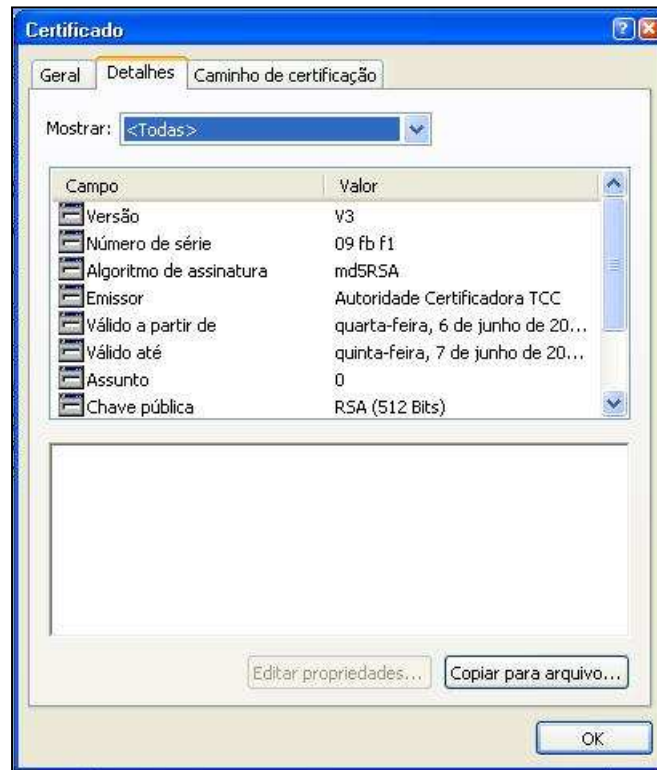 Certificado
Geral Detalhes Caminho de certificação
Mostrar: <Todas>
Campo Valor
Versão V3
Número de série 09 fb f1
Algoritmo de assinatura md5RSA
Emissor Autoridade Certificadora TCC
Válido a partir de quarta-feira, 6 de junho de 20...
Válido até quinta-feira, 7 de junho de 20...
Assunto 0
Chave pública RSA (512 Bits)
Editar propriedades... Copiar para arquivo...
OK